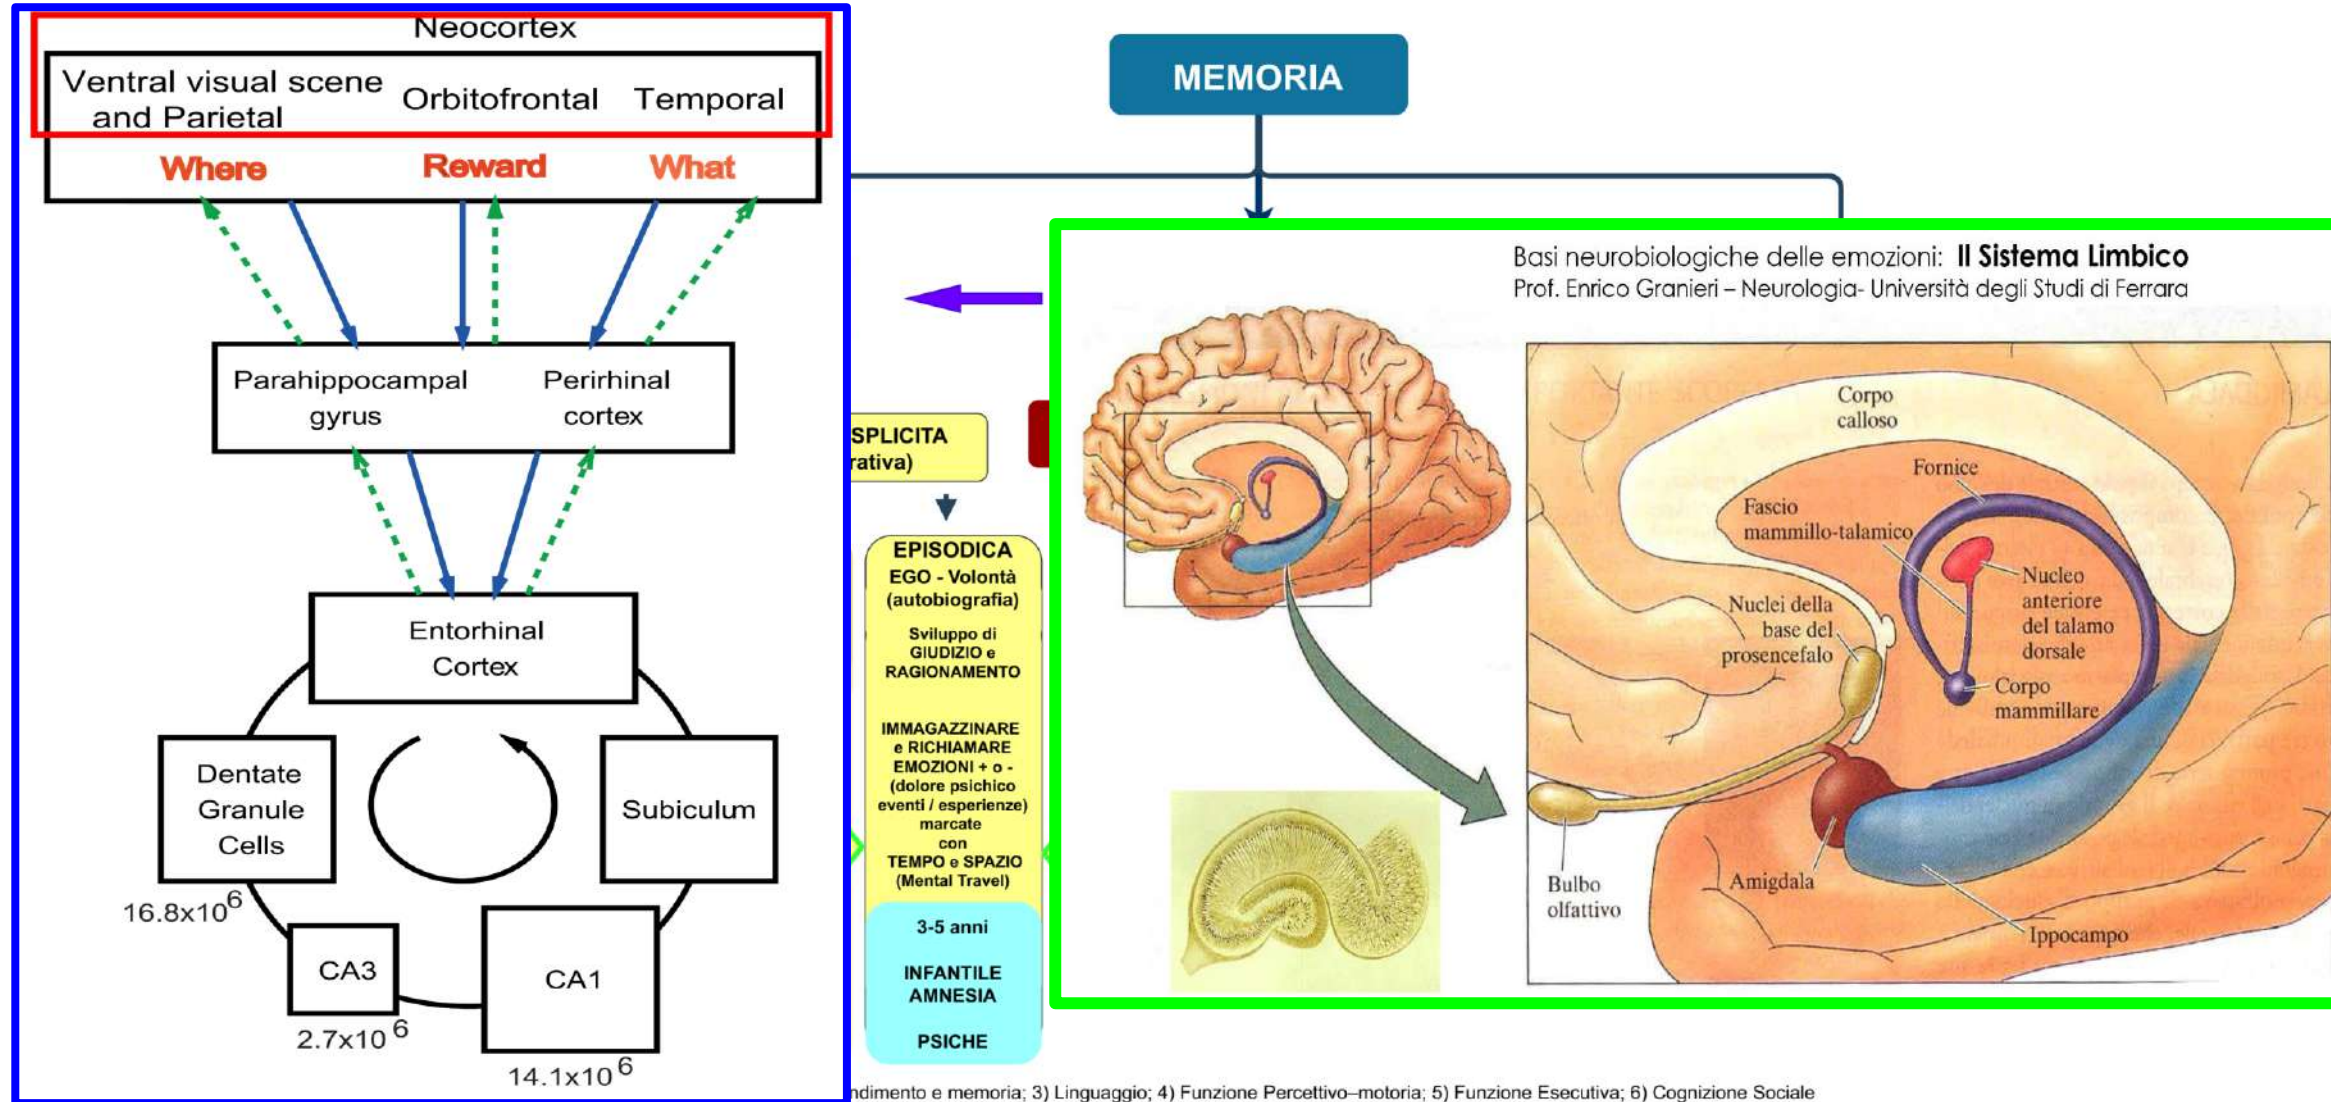 Neocortex
Ventral visual scene
and Parietal
Orbitofrontal
Temporal
Where
Reward
What
Parahippocampal
gyrus
Perirhinal
cortex
Entorhinal
Cortex
Dentate
Granule
Cells
Subiculum
16.8x10^6
CA3
2.7x10^6
CA1
14.1x10^6
MEMORIA
SPLICITA
rativa)
EPISODICA
EGO - Volontà
(autobiografia)
Sviluppo di
GIUDIZIO e
RAGIONAMENTO
IMMAGAZZINARE
e RICHIAMARE
EMOZIONI + o -
(dolore psichico
eventi / esperienze)
marcate
con
TEMPO e SPAZIO
(Mental Travel)
3-5 anni
INFANTILE
AMNESIA
PSICHE
Basi neurobiologiche delle emozioni: Il Sistema Limbico
Prof. Enrico Granieri – Neurologia- Università degli Studi di Ferrara
Corpo
calloso
Fornice
Fascio
mammillo-talamico
Nucleo
anteriore
del talamo
dorsale
Nuclei della
base del
prosencefalo
Corpo
mammillare
Bulbo
olfattivo
Amigdala
Ippocampo
ndimento e memoria; 3) Linguaggio; 4) Funzione Percettivo–motoria; 5) Funzione Esecutiva; 6) Cognizione Sociale